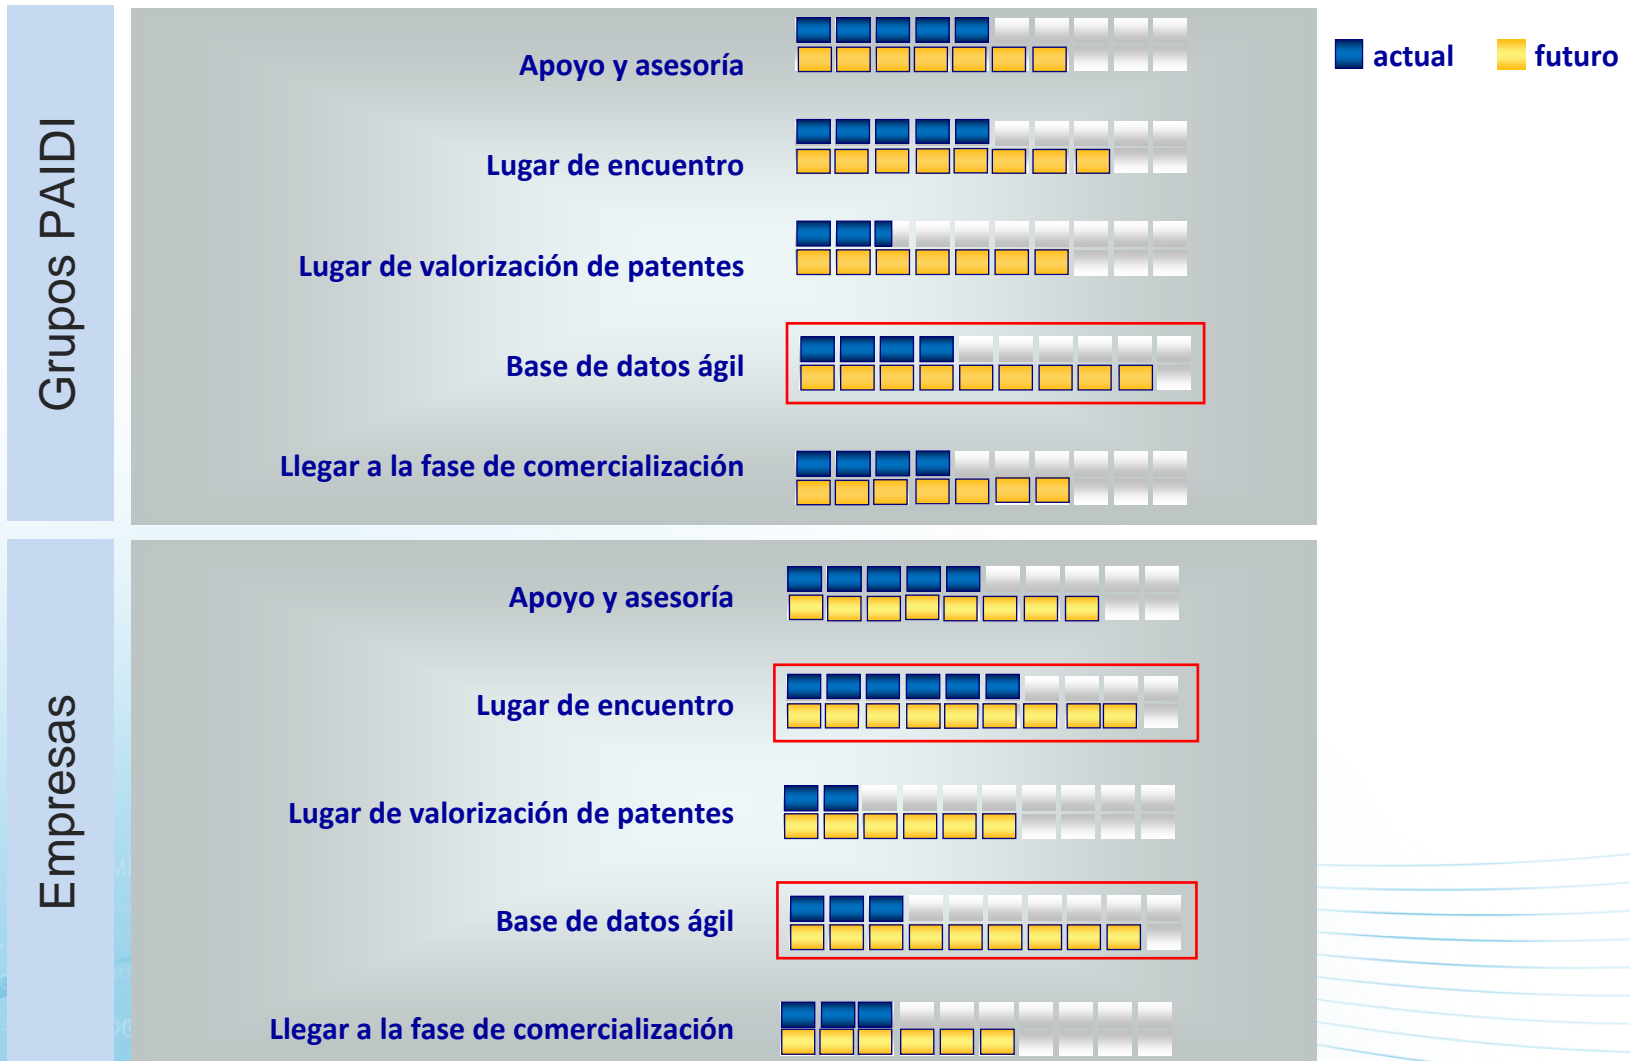 actual
futuro
Grupos PAIDI
Apoyo y asesoría
Lugar de encuentro
Lugar de valorización de patentes
Base de datos ágil
Llegar a la fase de comercialización
Empresas
Apoyo y asesoría
Lugar de encuentro
Lugar de valorización de patentes
Base de datos ágil
Llegar a la fase de comercialización